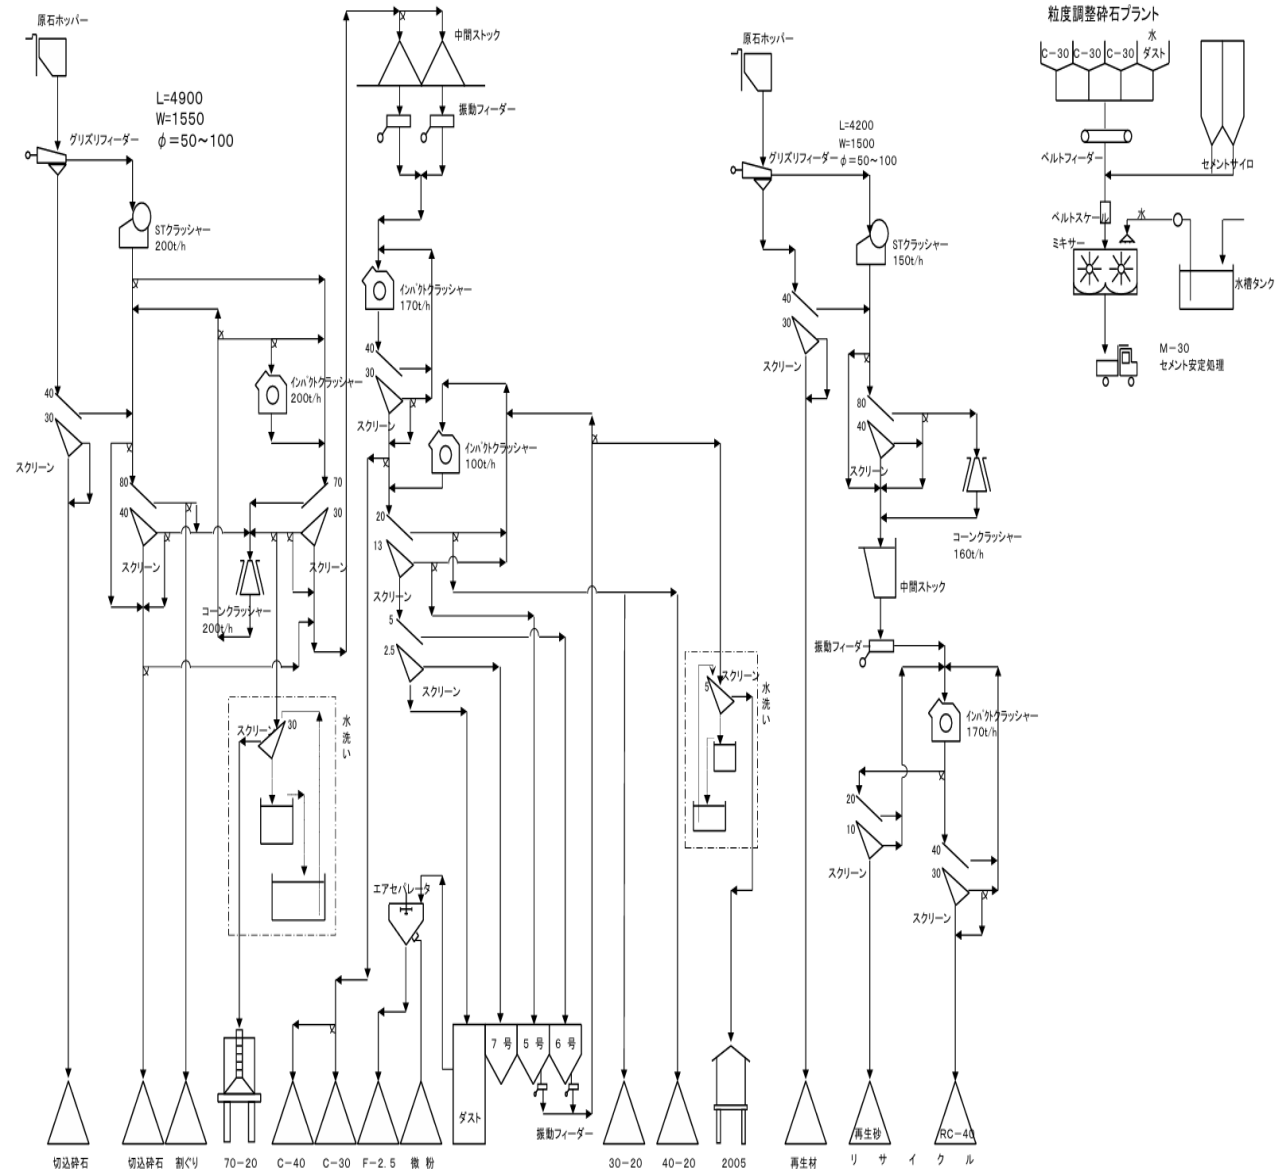 原石ホッパー
L=4900
W=1550
φ=50~100
グリズリフィーダー
STクラッシャー
200t/h
インパクトクラッシャー
200t/h
40
30
スクリーン
80
40
スクリーン
70
30
スクリーン
コーンクラッシャー
200t/h
スクリーン
30
水洗い
中間ストック
振動フィーダー
インパクトクラッシャー
170t/h
40
30
スクリーン
インパクトクラッシャー
100t/h
20
13
スクリーン
5
2.5
スクリーン
スクリーン
5
水洗い
エアセパレータ
7号
5号
6号
ダスト
振動フィーダー
原石ホッパー
L=4200
W=1500
φ=50~100
グリズリフィーダー
STクラッシャー
150t/h
40
30
スクリーン
80
40
スクリーン
コーンクラッシャー
160t/h
中間ストック
振動フィーダー
インパクトクラッシャー
170t/h
20
10
スクリーン
40
30
スクリーン
粒度調整砕石プラント
C-30
C-30
C-30
水
ダスト
ベルトフィーダー
セメントサイロ
ベルトスケール
水
ミキサー
水槽タンク
M-30
セメント安定処理
切込砕石
切込砕石
割ぐり
70-20
C-40
C-30
F-2.5
微粉
30-20
40-20
2005
再生材
再生砂
RC-40
リサイクル